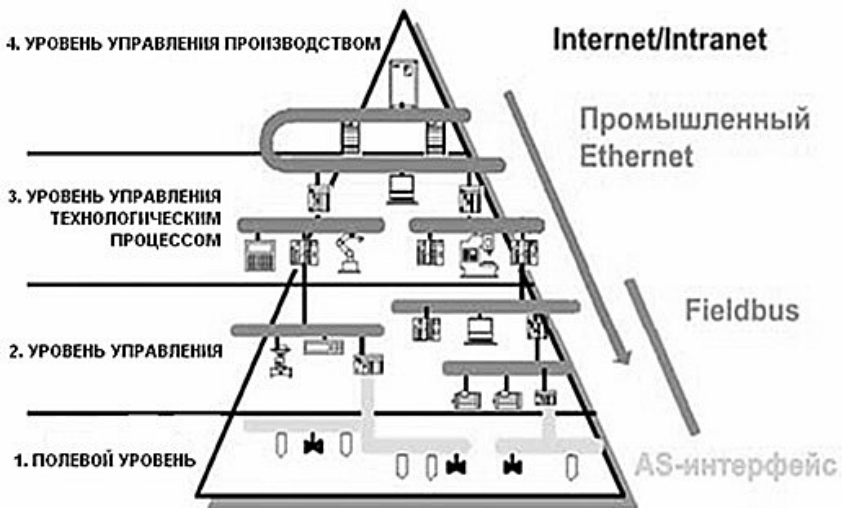 4. УРОВЕНЬ УПРАВЛЕНИЯ ПРОИЗВОДСТВОМ
Internet/Intranet
Промышленный
Ethernet
3. УРОВЕНЬ УПРАВЛЕНИЯ
ТЕХНОЛОГИЧЕСКИМ
ПРОЦЕССОМ
Fieldbus
2. УРОВЕНЬ УПРАВЛЕНИЯ
1. ПОЛЕВОЙ УРОВЕНЬ
AS-интерфейс